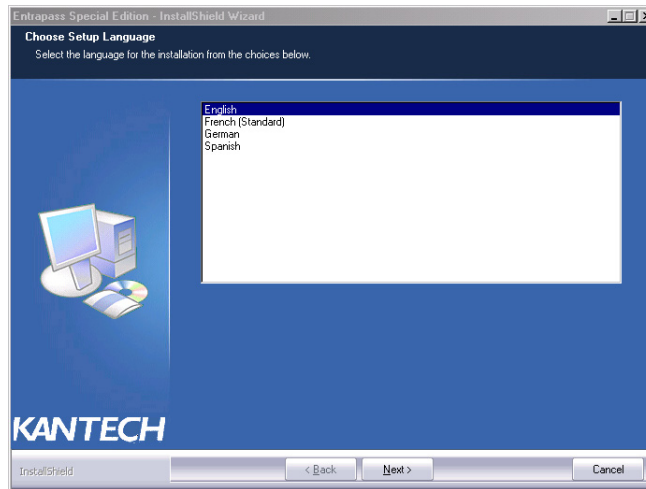 Entrapass Special Edition - InstallShield Wizard
Choose Setup Language
Select the language for the installation from the choices below.
English
French (Standard)
German
Spanish
KANTECH
InstallShield
< Back
Next >
Cancel